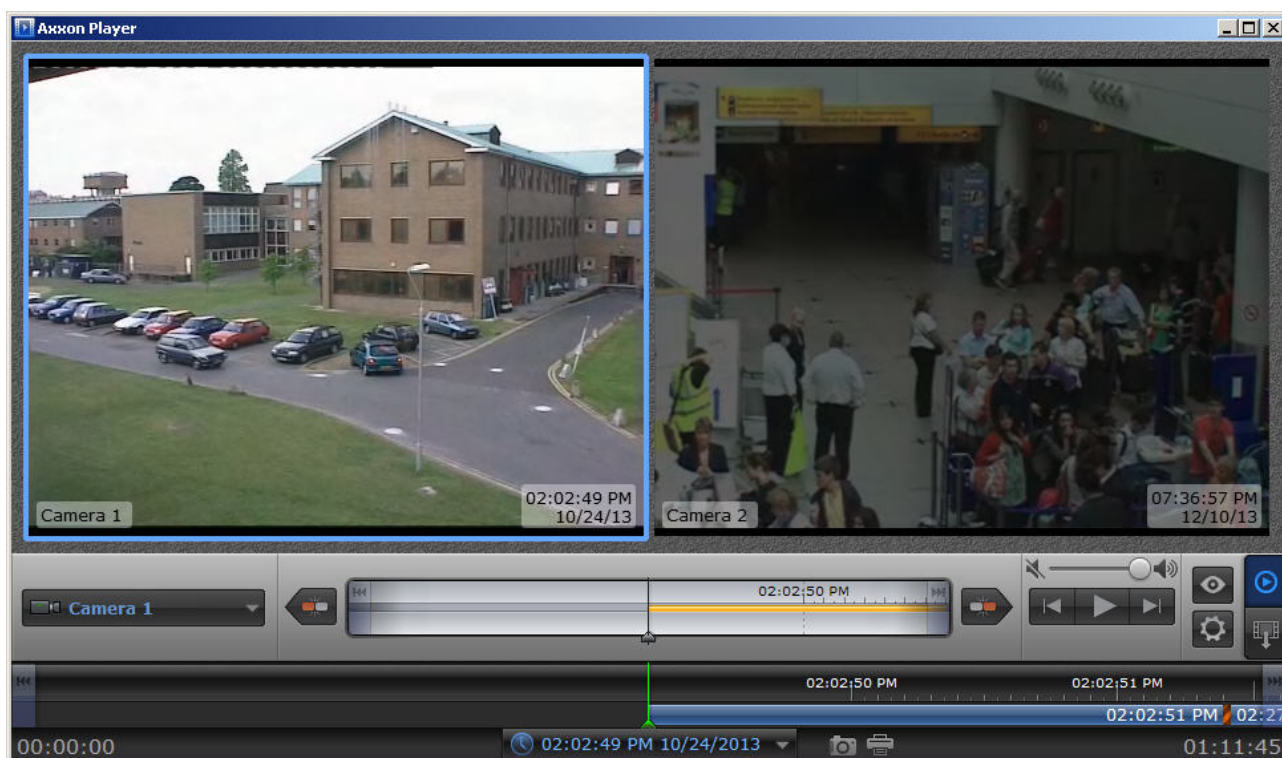 Axxon Player
Camera 1
02:02:49 PM
10/24/13
Camera 2
07:36:57 PM
12/10/13
Camera 1
02:02:50 PM
02:02:50 PM
02:02:51 PM
02:02:51 PM
02:27
00:00:00
02:02:49 PM 10/24/2013
01:11:45